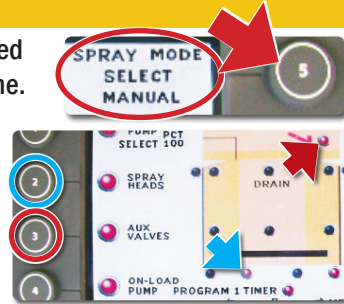 ed
ne.
SPRAY MODE
SELECT
MANUAL
5
PUMP PCT
SELECT 100
2
SPRAY
HEADS
DRAIN
3
AUX
VALVES
4
ON-LOAD
PUMP
PROGRAM 1 TIMER